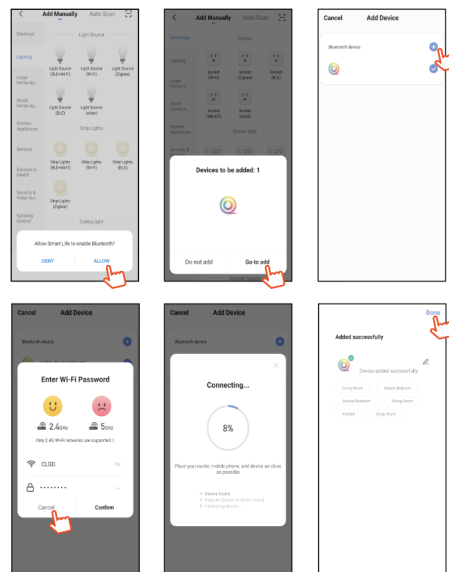 Add Manually Auto Scan
Electrical
Light Source
Lighting
Light Source
(BLE+Wi-Fi)
Light Source
(Wi-Fi)
Light Source
(Zigbee)
Large
Home Ap...
Small
Home Ap...
Light Source
(BLE)
Light Source
(other)
Kitchen
Appliances
Strip Lights
Sensors
Strip Lights
(BLE+Wi-Fi)
Strip Lights
(Wi-Fi)
Strip Lights
(BLE)
Exercise &
Health
Security &
Video Sur...
Strip Lights
(Zigbee)
Gateway
Control
Ceiling light
Allow Smart Life to enable Bluetooth?
DENY ALLOW
Add Manually Auto Scan
Electrical
Socket
Lighting
Socket
(Wi-Fi)
Socket
(Zigbee)
Socket
(BLE)
Large
Home A...
Small
Home A...
Socket
(NB-IoT)
Socket
(other)
Kitchen
Appliances
Power Strip
Security &
Devices to be added: 1
Do not add Go to add
Cancel Add Device
Bluetooth device
Cancel Add Device
Bluetooth device
Enter Wi-Fi Password
2.4GHz 5GHz
Only 2.4G Wi-Fi networks are supported >
CLGD
••••••••
Cancel Confirm
Cancel Add Device
Bluetooth device
Connecting...
8%
Place your router, mobile phone, and device as close
as possible
Device found
Register Device to Smart Cloud
Initializing device
Done
Added successfully
Device added successfully
Living Room Master Bedroom
Second Bedroom Dining Room
Kitchen Study Room